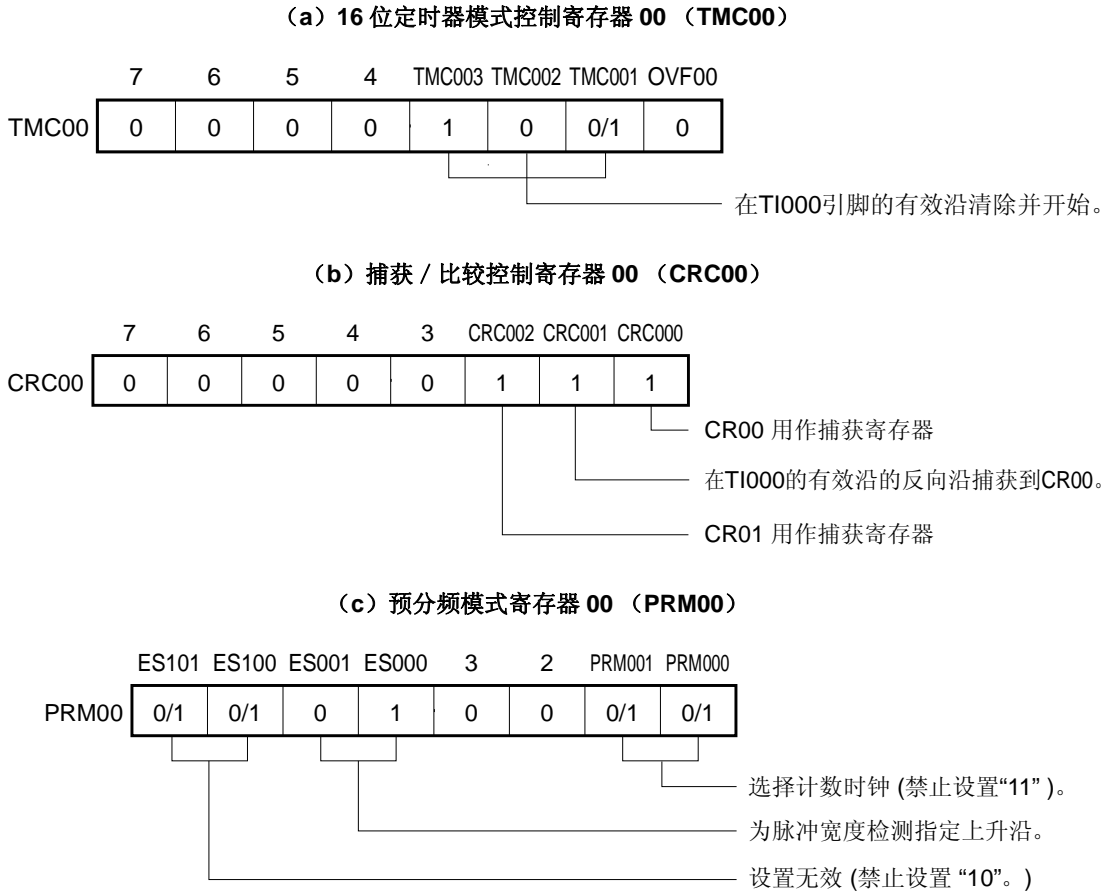 （a）16 位定时器模式控制寄存器 00 （TMC00）
7 6 5 4 TMC003 TMC002 TMC001 OVF00
TMC00 0 0 0 0 1 0 0/1 0
在TI000引脚的有效沿清除并开始。
（b）捕获 / 比较控制寄存器 00 （CRC00）
7 6 5 4 3 CRC002 CRC001 CRC000
CRC00 0 0 0 0 0 1 1 1
CR00 用作捕获寄存器
在TI000的有效沿的反向沿捕获到CR00。
CR01 用作捕获寄存器
（c）预分频模式寄存器 00 （PRM00）
ES101 ES100 ES001 ES000 3 2 PRM001 PRM000
PRM00 0/1 0/1 0 1 0 0 0/1 0/1
选择计数时钟 (禁止设置“11” )。
为脉冲宽度检测指定上升沿。
设置无效 (禁止设置 “10”。)